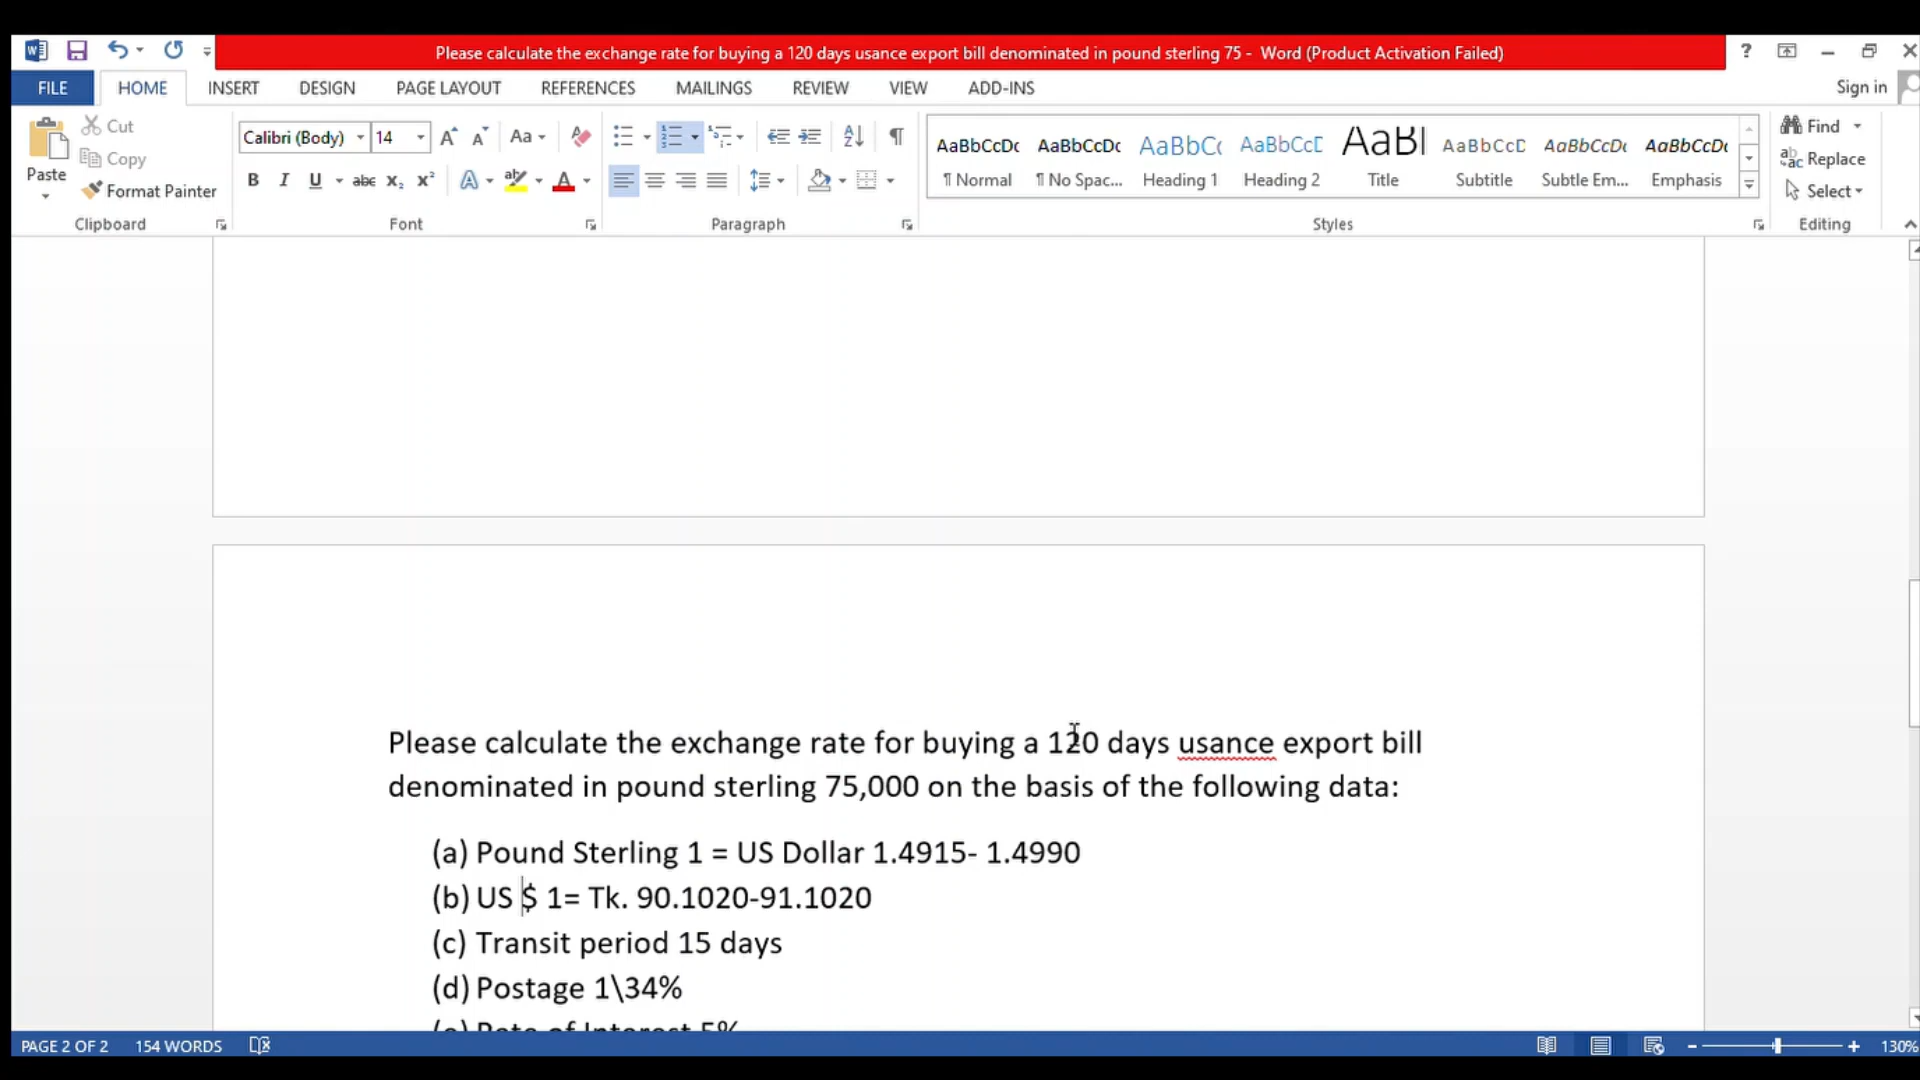 Please calculate the exchange rate for buying a 120 days usance export bill denominated in pound sterling 75 - Word (Product Activation Failed)
?
FILE HOME INSERT DESIGN PAGE LAYOUT REFERENCES MAILINGS REVIEW VIEW ADD-INS Sign in
Paste
Cut
Copy
Format Painter
Clipboard
Calibri (Body) 14
Font
Paragraph
AaBbCcDc AaBbCcDc AaBbCc AaBbCcD AaBl AaBbCcD AaBbCcDc AaBbCcDc
¶ Normal ¶ No Spac... Heading 1 Heading 2 Title Subtitle Subtle Em... Emphasis
Styles
Find
Replace
Select
Editing
Please calculate the exchange rate for buying a 120 days usance export bill
denominated in pound sterling 75,000 on the basis of the following data:
(a) Pound Sterling 1 = US Dollar 1.4915- 1.4990
(b) US $ 1= Tk. 90.1020-91.1020
(c) Transit period 15 days
(d) Postage 1\34%
(e) Rate of Interest 5%
PAGE 2 OF 2 154 WORDS 130%